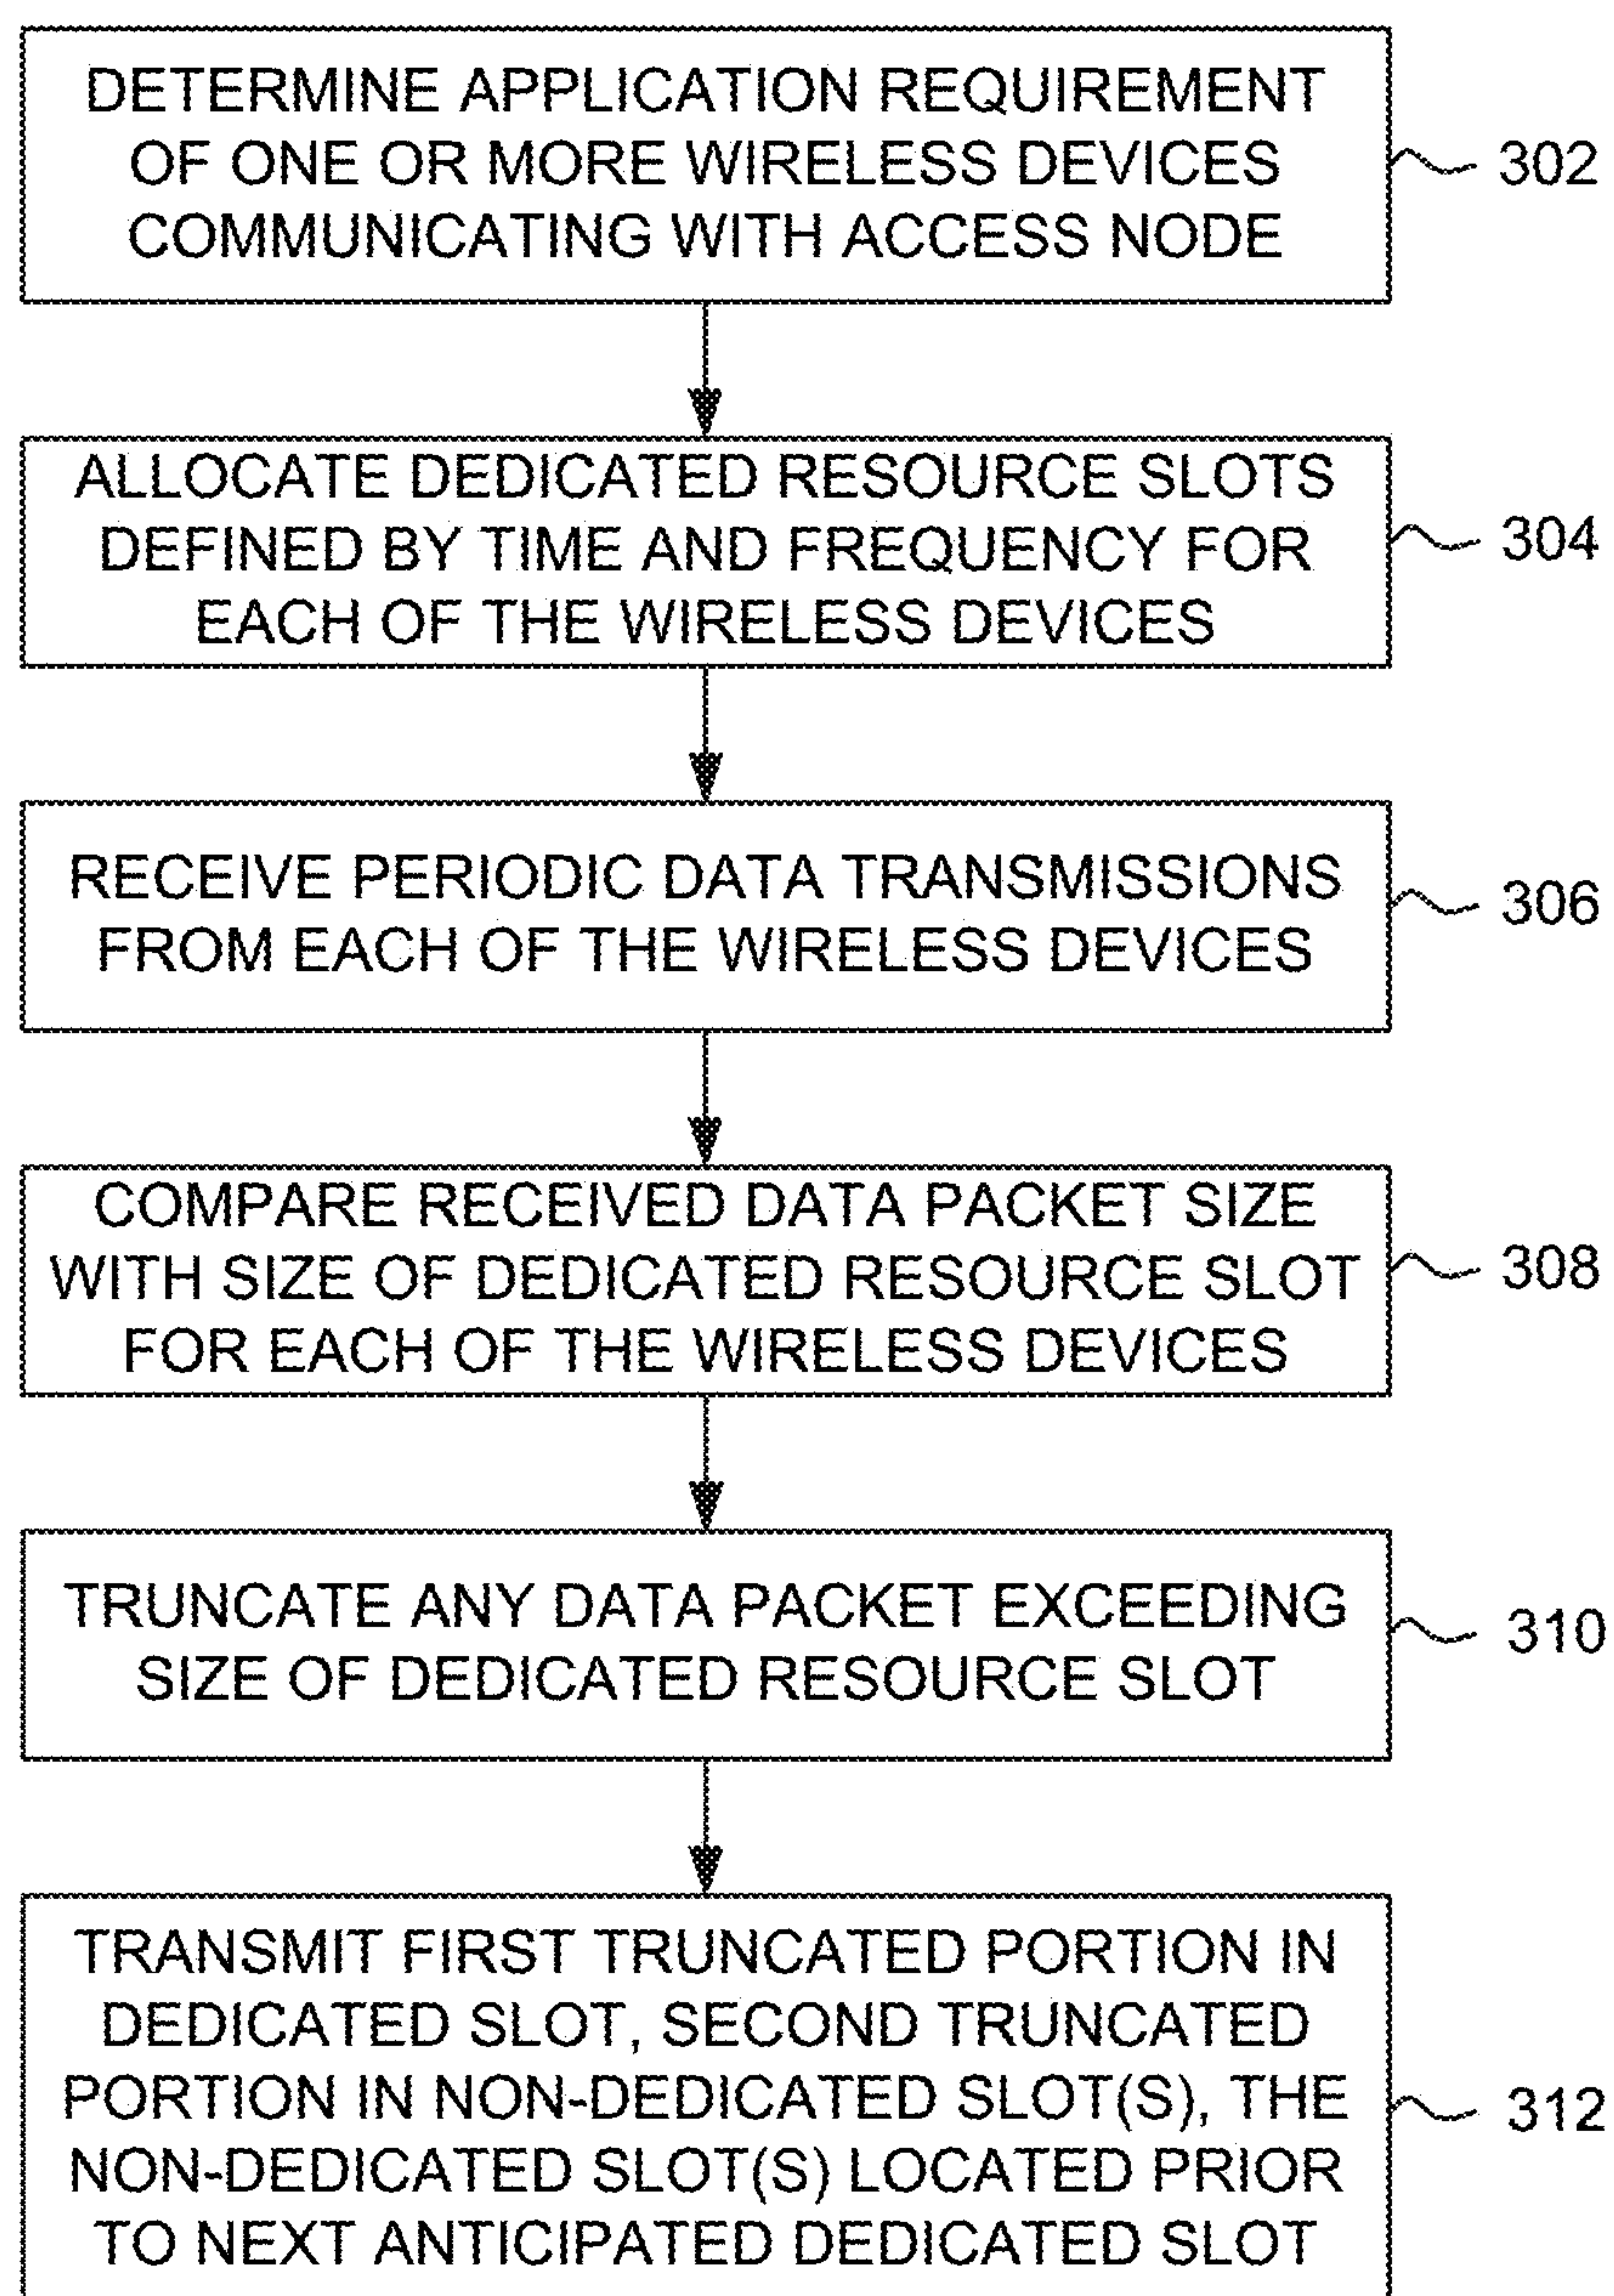 DETERMINE APPLICATION REQUIREMENT
OF ONE OR MORE WIRELESS DEVICES
COMMUNICATING WITH ACCESS NODE
302
ALLOCATE DEDICATED RESOURCE SLOTS
DEFINED BY TIME AND FREQUENCY FOR
EACH OF THE WIRELESS DEVICES
304
RECEIVE PERIODIC DATA TRANSMISSIONS
FROM EACH OF THE WIRELESS DEVICES
306
COMPARE RECEIVED DATA PACKET SIZE
WITH SIZE OF DEDICATED RESOURCE SLOT
FOR EACH OF THE WIRELESS DEVICES
308
TRUNCATE ANY DATA PACKET EXCEEDING
SIZE OF DEDICATED RESOURCE SLOT
310
TRANSMIT FIRST TRUNCATED PORTION IN
DEDICATED SLOT, SECOND TRUNCATED
PORTION IN NON-DEDICATED SLOT(S), THE
NON-DEDICATED SLOT(S) LOCATED PRIOR
TO NEXT ANTICIPATED DEDICATED SLOT
312